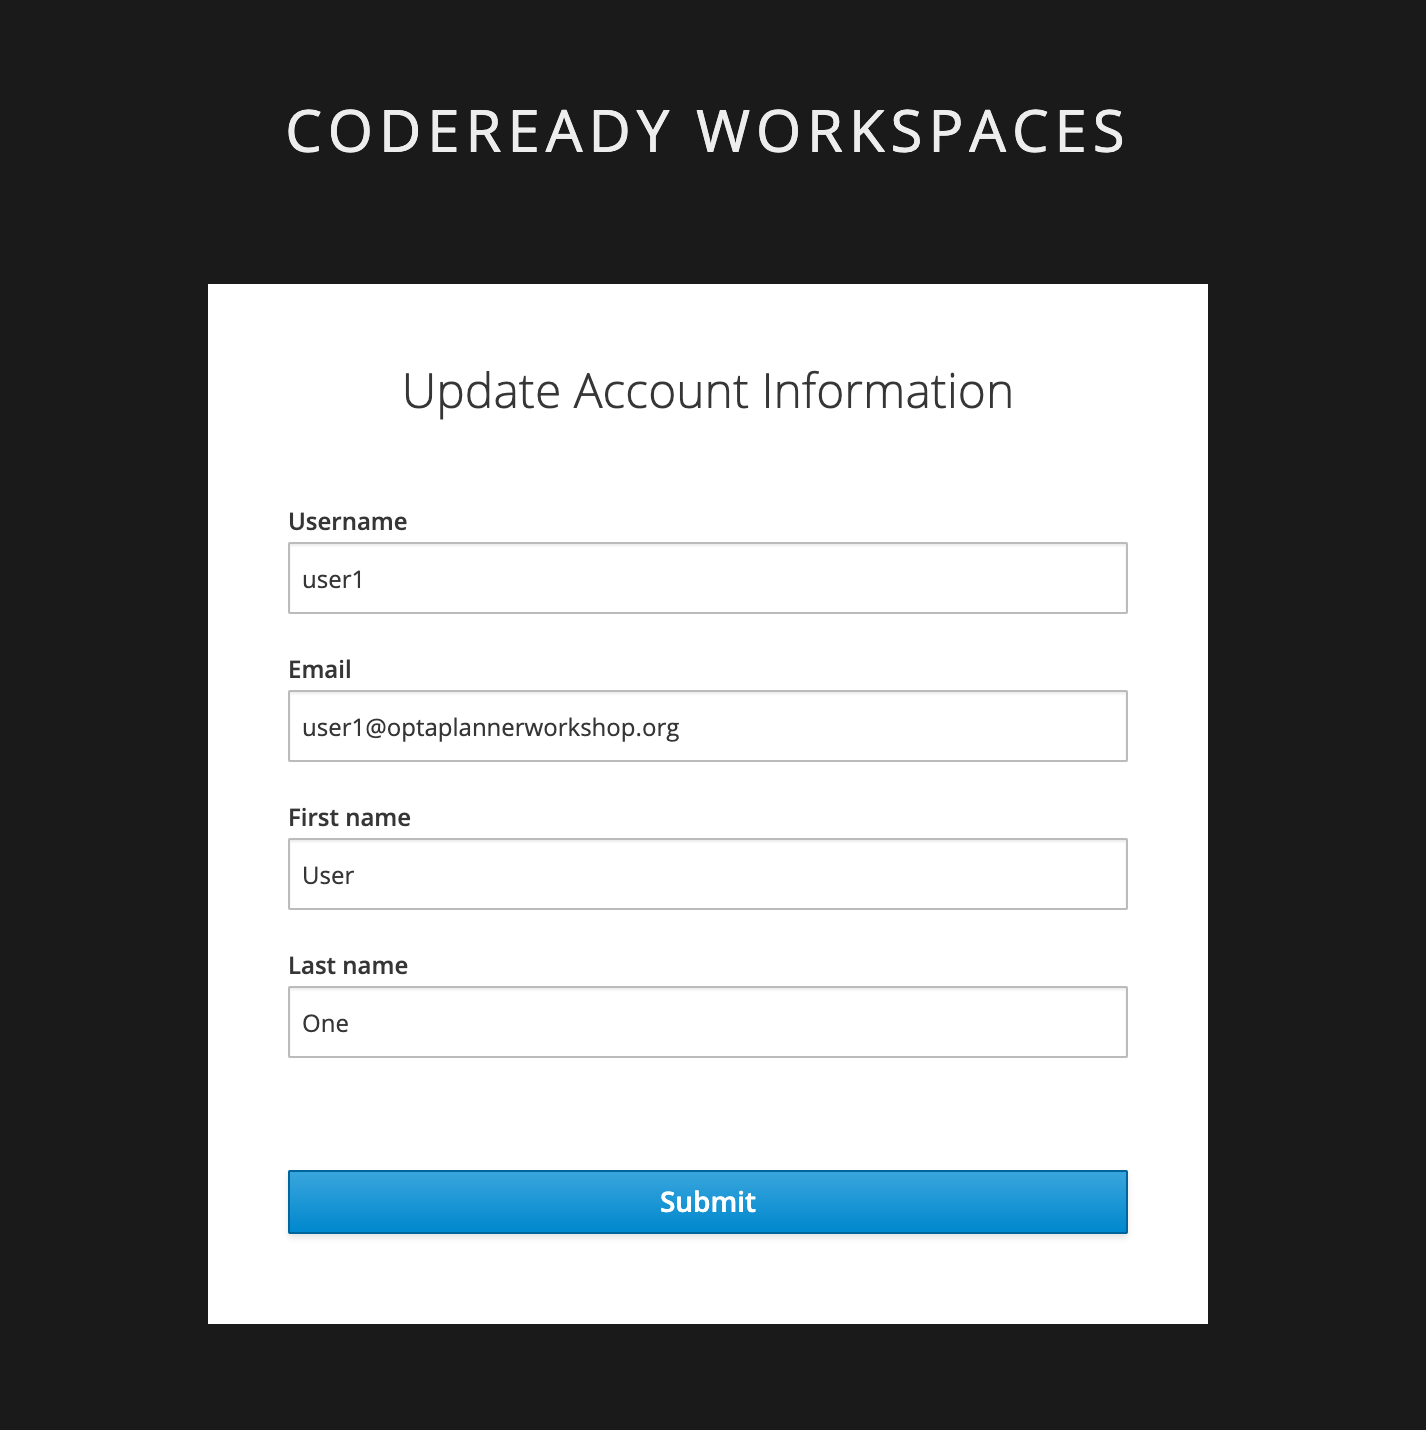 CODEREADY WORKSPACES
Update Account Information
Username
user1
Email
user1@optaplannerworkshop.org
First name
User
Last name
One
Submit